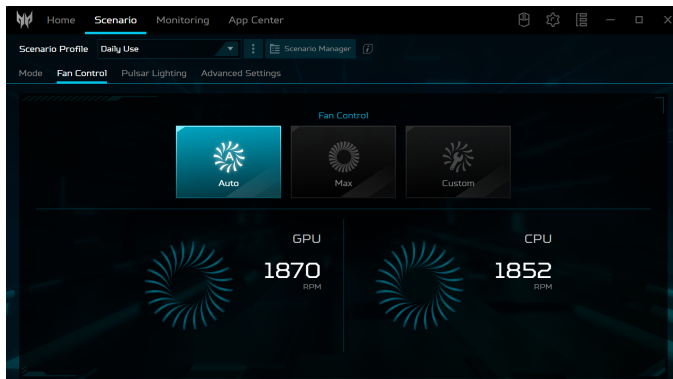 Home Scenario Monitoring App Center
Scenario Profile Daily Use Scenario Manager i
Mode Fan Control Pulsar Lighting Advanced Settings
Fan Control
A
Auto Max Custom
GPU CPU
1870 1852
RPM RPM